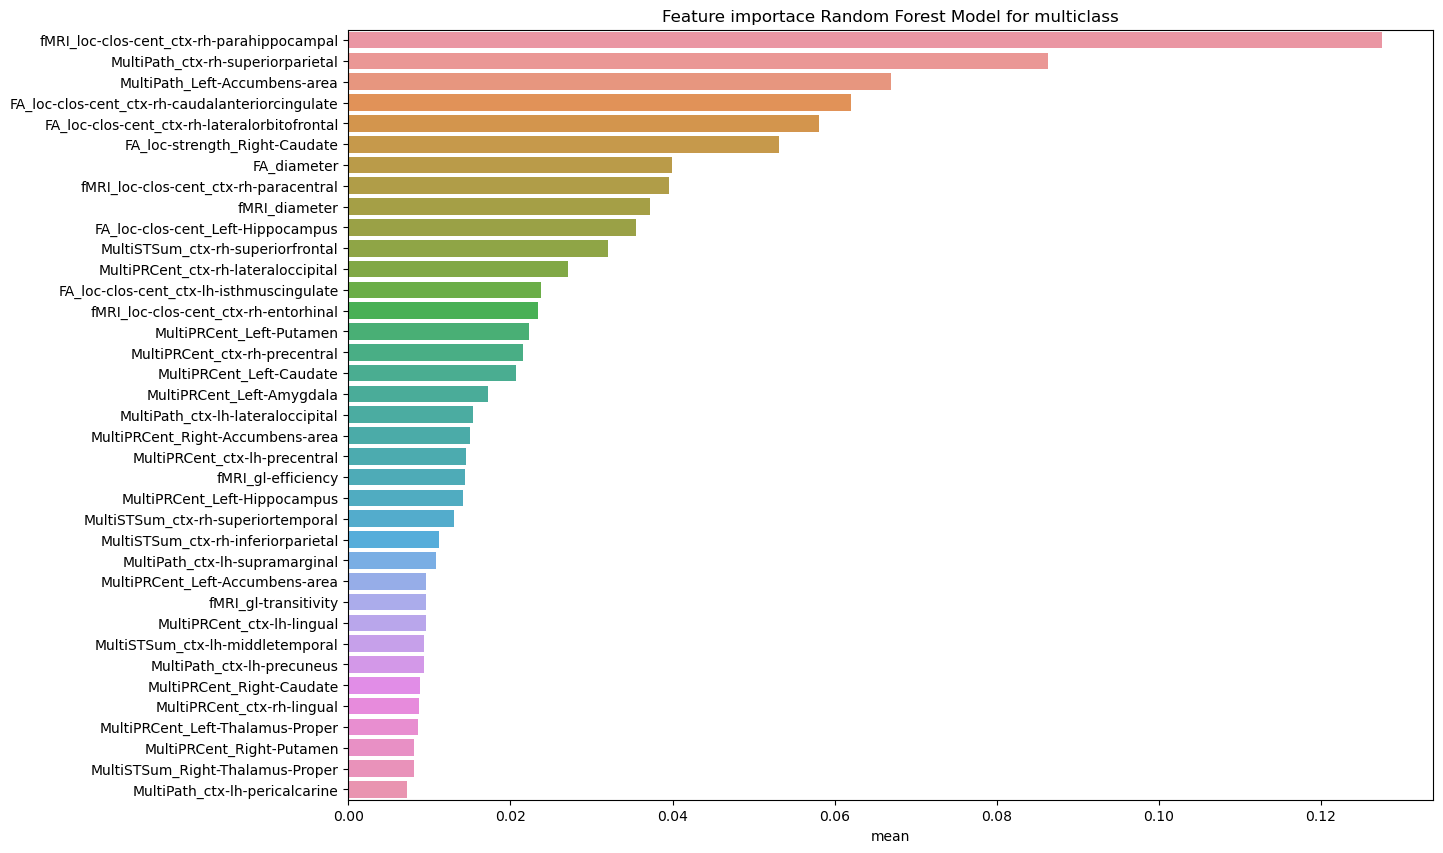 Feature importace Random Forest Model for multiclass
fMRI_loc-clos-cent_ctx-rh-parahippocampal
MultiPath_ctx-rh-superiorparietal
MultiPath_Left-Accumbens-area
FA_loc-clos-cent_ctx-rh-caudalanteriorcingulate
FA_loc-clos-cent_ctx-rh-lateralorbitofrontal
FA_loc-strength_Right-Caudate
FA_diameter
fMRI_loc-clos-cent_ctx-rh-paracentral
fMRI_diameter
FA_loc-clos-cent_Left-Hippocampus
MultiSTSum_ctx-rh-superiorfrontal
MultiPRCent_ctx-rh-lateraloccipital
FA_loc-clos-cent_ctx-lh-isthmuscingulate
fMRI_loc-clos-cent_ctx-rh-entorhinal
MultiPRCent_Left-Putamen
MultiPRCent_ctx-rh-precentral
MultiPRCent_Left-Caudate
MultiPRCent_Left-Amygdala
MultiPath_ctx-lh-lateraloccipital
MultiPRCent_Right-Accumbens-area
MultiPRCent_ctx-lh-precentral
fMRI_gl-efficiency
MultiPRCent_Left-Hippocampus
MultiSTSum_ctx-rh-superiortemporal
MultiSTSum_ctx-rh-inferiorparietal
MultiPath_ctx-lh-supramarginal
MultiPRCent_Left-Accumbens-area
fMRI_gl-transitivity
MultiPRCent_ctx-lh-lingual
MultiSTSum_ctx-lh-middletemporal
MultiPath_ctx-lh-precuneus
MultiPRCent_Right-Caudate
MultiPRCent_ctx-rh-lingual
MultiPRCent_Left-Thalamus-Proper
MultiPRCent_Right-Putamen
MultiSTSum_Right-Thalamus-Proper
MultiPath_ctx-lh-pericalcarine
0.00 0.02 0.04 0.06 0.08 0.10 0.12
mean